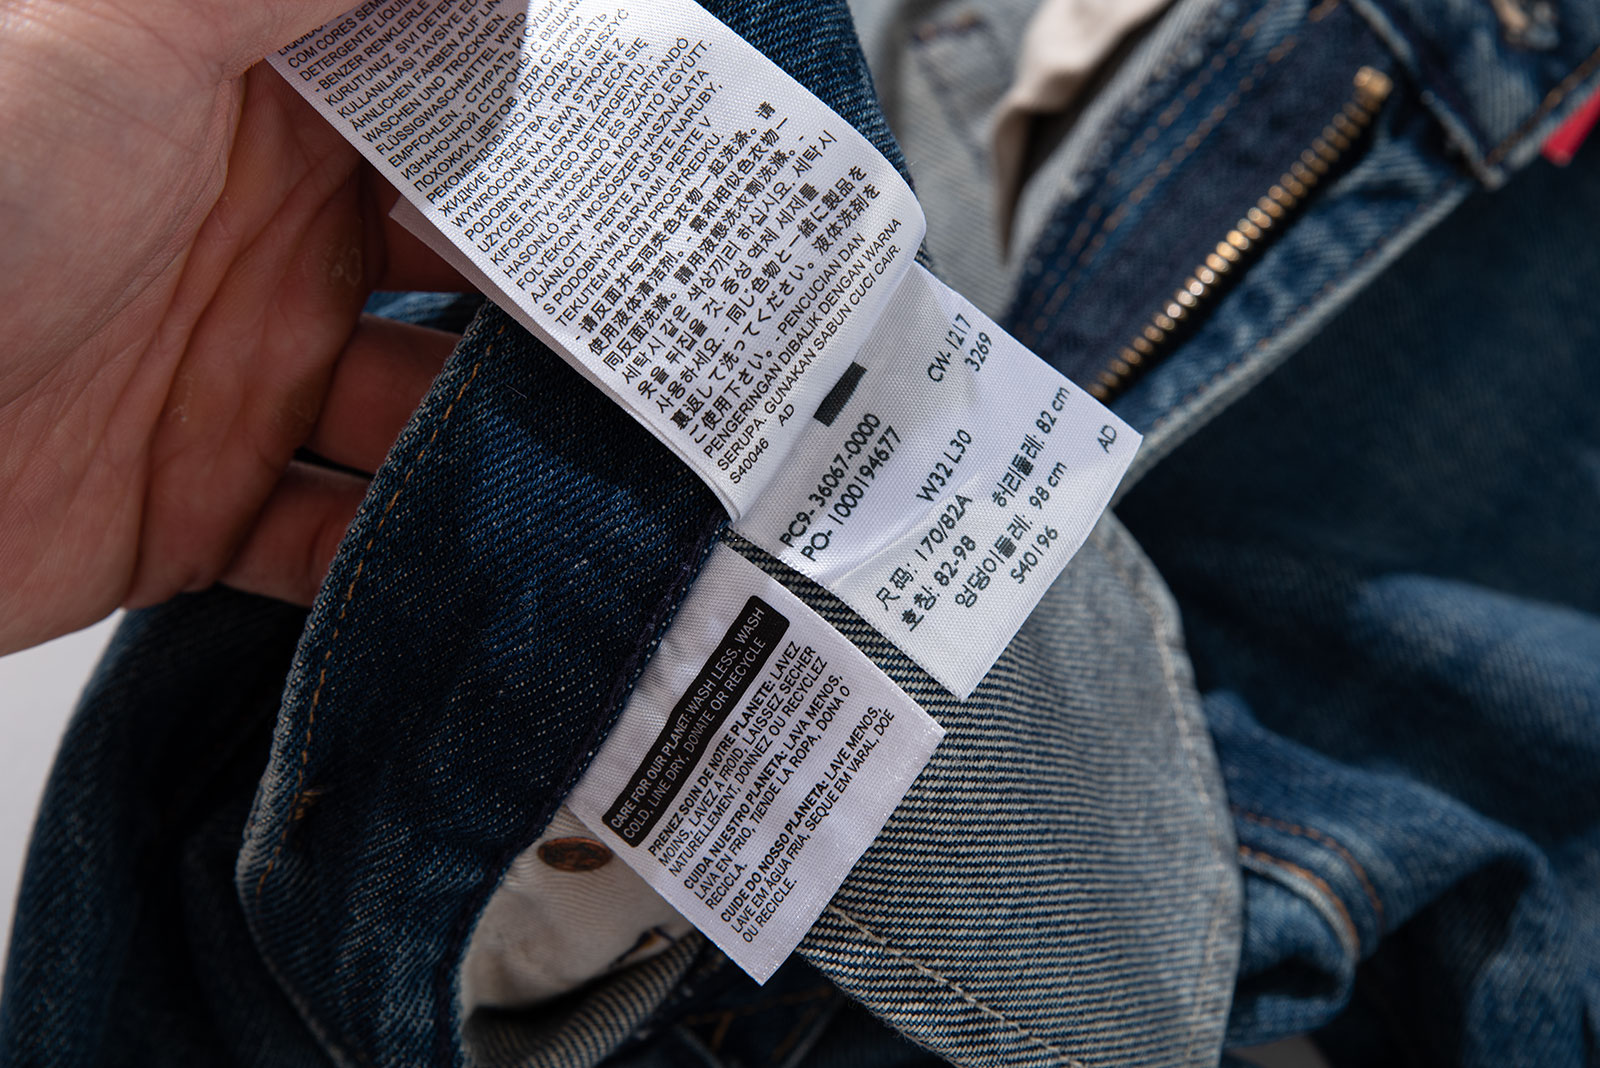 COM CORES SEM
DETERGENTE LIQUID
- BENZER RENKLERLE
KURUTUNUZ. SIVI DETER
KULLANILMASI TAVSIYE ED
ÄHNLICHEN FARBEN AUF LIN
WASCHEN UND TROCKNEN.
FLÜSSIGWASCHMITTEL WIRD
EMPFOHLEN. - СТИРАТЬ И
ИЗНАНОЧНОЙ СТОРОН С ВЕЩАМИ
ПОХОЖИХ ЦВЕТОВ ДЛЯ СТИРКИ
РЕКОМЕНДОВАНО ИСПОЛЬЗОВАТЬ
ЖИДКИЕ СРЕДСТВА. - PRAĆ I SUSZYĆ
WYWRÓCONE NA LEWĄ STRONĘ Z
PODOBNYMI KOLORAMI ZALECA SIĘ
UŻYCIE PŁYNNEGO DETERGENTU. -
KIFORDÍTVA MOSANDÓ ÉS SZÁRÍTANDÓ
HASONLÓ SZÍNEKKEL, MOSHATÓ EGYÜTT.
FOLYÉKONY MOSÓSZER HASZNÁLATA
AJÁNLOTT. - PERTE A SUŠTE NARUBY,
S PODOBNÝMI BARVAMI. PEPTE V
TEKUTÉM PRACÍM PROSTŘEDKU.
- 请反面并与同类色衣物一起洗涤。请
使用液体清洁剂。- 需和相似色衣物一
同反面洗滌。請用液態洗衣劑洗滌。-
세탁시 같은 색상끼리 하십시오. 세탁시
옷을 뒤집을 것. 중성 액체 세제를
사용하세요. - 同じ色物と一緒に製品を
裏返して洗ってください。液体洗剤を
ご使用下さい。- PENCUCIAN DAN
PENGERINGAN DIBALIK DENGAN WARNA
SERUPA. GUNAKAN SABUN CUCI CAIR.
S40046 AD
CW- 1217
3269
PC9- 36067-0000
PO- 1000194677
W32 L30
尺码: 170/82A 허리둘레: 82 cm
호칭: 82-98 엉덩이둘레: 98 cm
S40196 AD
CARE FOR OUR PLANET: WASH LESS, WASH
COLD, LINE DRY, DONATE OR RECYCLE
PRENEZ SOIN DE NOTRE PLANÈTE: LAVEZ
MOINS, LAVEZ À FROID, LAISSEZ SÉCHER
NATURELLEMENT, DONNEZ OU RECYCLEZ
CUIDA NUESTRO PLANETA: LAVA MENOS,
LAVA EN FRIO, TIENDE LA ROPA, DONA O
RECICLA.
CUIDE DO NOSSO PLANETA: LAVE MENOS,
LAVE EM ÁGUA FRIA, SEQUE EM VARAL, DOE
OU RECICLE.